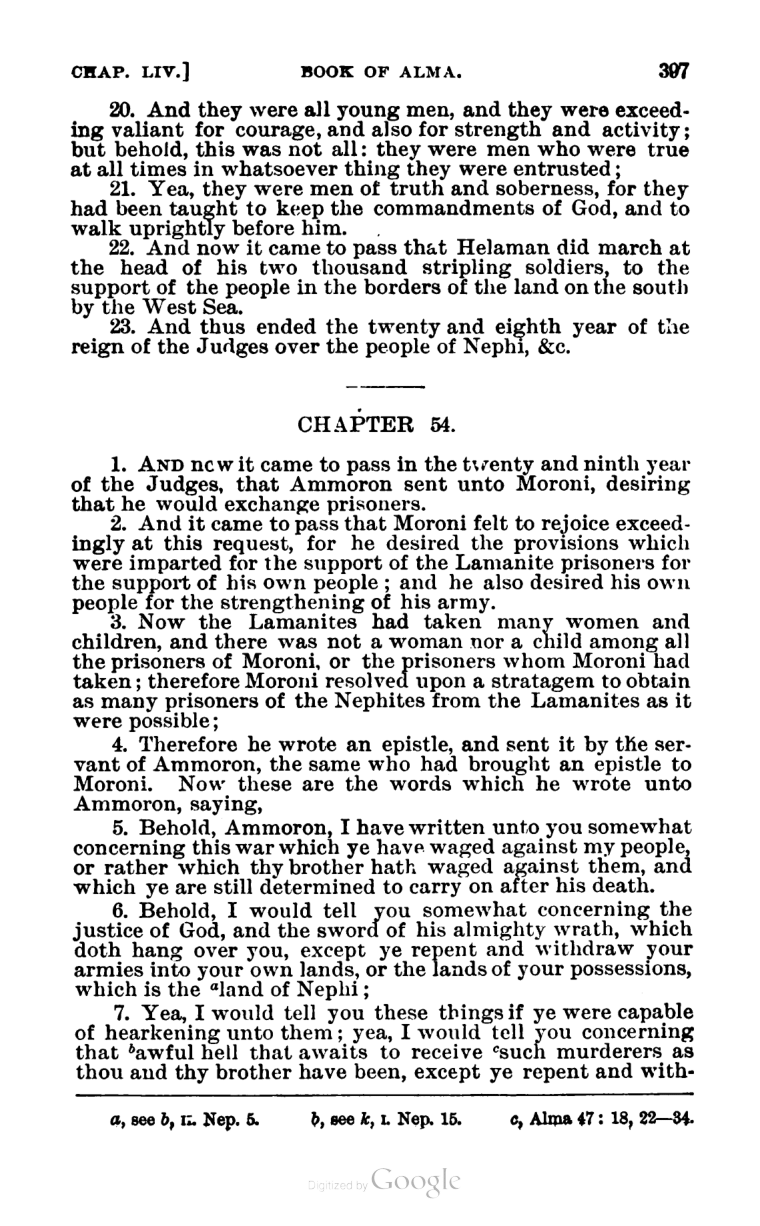 CHAP. LIV.] BOOK OF ALMA. 397
20. And they were all young men, and they were exceed-
ing valiant for courage, and also for strength and activity;
but behold, this was not all: they were men who were true
at all times in whatsoever thing they were entrusted;
21. Yea, they were men of truth and soberness, for they
had been taught to keep the commandments of God, and to
walk uprightly before him.
22. And now it came to pass that Helaman did march at
the head of his two thousand stripling soldiers, to the
support of the people in the borders of the land on the south
by the West Sea.
23. And thus ended the twenty and eighth year of the
reign of the Judges over the people of Nephi, &c.
CHAPTER 54.
1. AND now it came to pass in the twenty and ninth year
of the Judges, that Ammoron sent unto Moroni, desiring
that he would exchange prisoners.
2. And it came to pass that Moroni felt to rejoice exceed-
ingly at this request, for he desired the provisions which
were imparted for the support of the Lamanite prisoners for
the support of his own people; and he also desired his own
people for the strengthening of his army.
3. Now the Lamanites had taken many women and
children, and there was not a woman nor a child among all
the prisoners of Moroni, or the prisoners whom Moroni had
taken; therefore Moroni resolved upon a stratagem to obtain
as many prisoners of the Nephites from the Lamanites as it
were possible;
4. Therefore he wrote an epistle, and sent it by the ser-
vant of Ammoron, the same who had brought an epistle to
Moroni. Now these are the words which he wrote unto
Ammoron, saying,
5. Behold, Ammoron, I have written unto you somewhat
concerning this war which ye have waged against my people,
or rather which thy brother hath waged against them, and
which ye are still determined to carry on after his death.
6. Behold, I would tell you somewhat concerning the
justice of God, and the sword of his almighty wrath, which
doth hang over you, except ye repent and withdraw your
armies into your own lands, or the lands of your possessions,
which is the ᵃland of Nephi;
7. Yea, I would tell you these things if ye were capable
of hearkening unto them; yea, I would tell you concerning
that ᵇawful hell that awaits to receive ᶜsuch murderers as
thou and thy brother have been, except ye repent and with-
a, see b, II. Nep. 5. b, see k, I. Nep. 15. c, Alma 47: 18, 22—34.
Digitized by Google